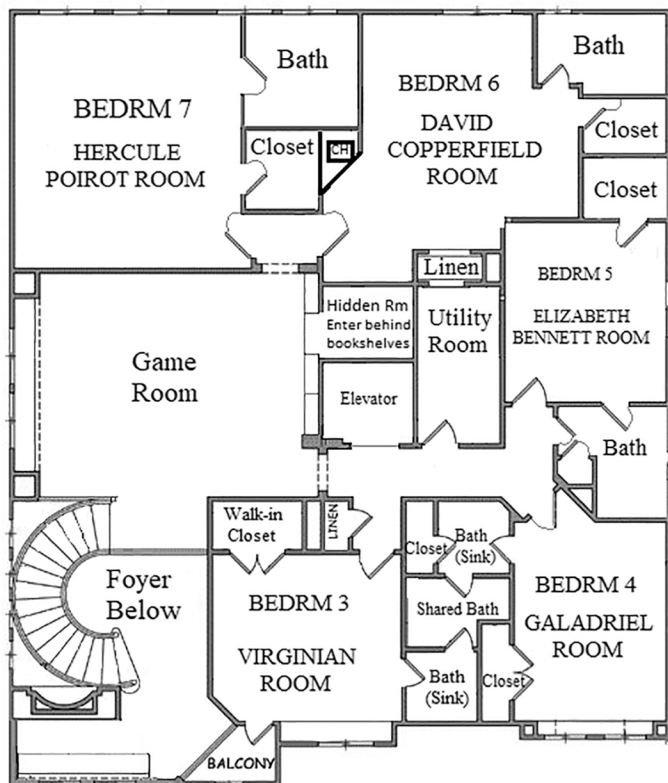 Bath
Bath
BEDRM 7
HERCULE
POIROT ROOM
BEDRM 6
DAVID
COPPERFIELD
ROOM
Closet
CH
Closet
Closet
Linen
BEDRM 5
ELIZABETH
BENNETT ROOM
Hidden Rm
Enter behind
bookshelves
Utility
Room
Game
Room
Elevator
Bath
Walk-in
Closet
LINEN
Closet
Bath
(Sink)
Foyer
Below
BEDRM 3
VIRGINIAN
ROOM
Shared Bath
BEDRM 4
GALADRIEL
ROOM
Bath
(Sink)
Closet
BALCONY